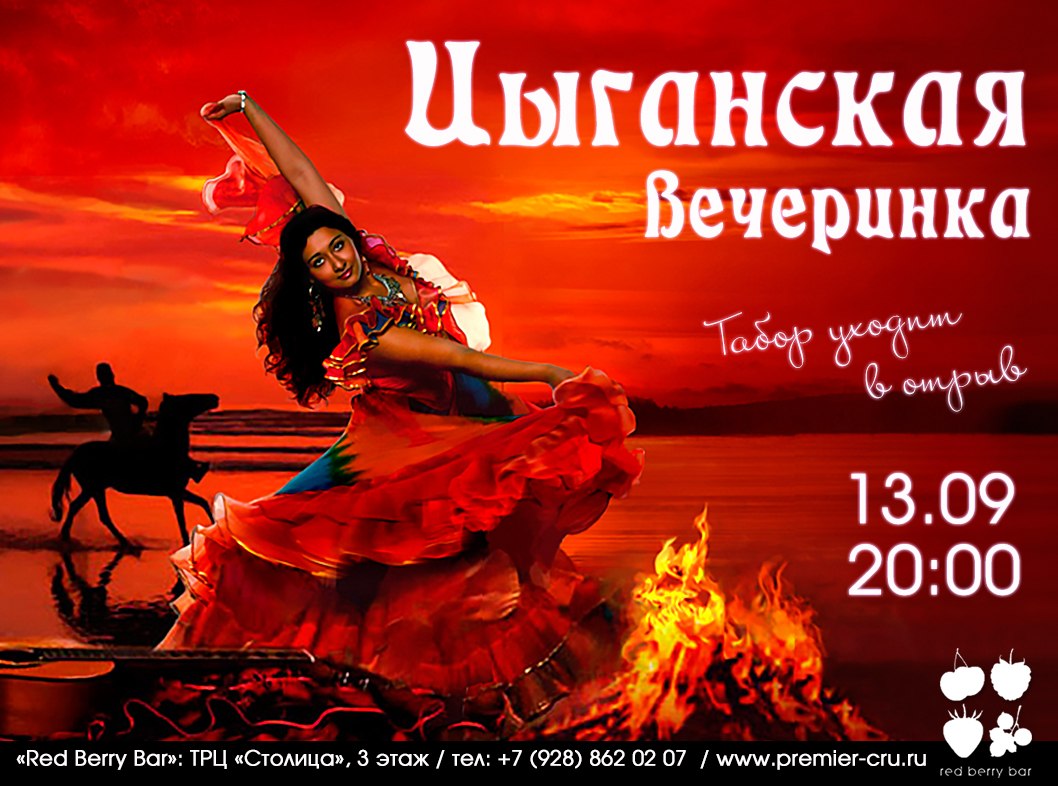 Цыганская
Вечеринка
Табор уходит
в отрыв
13.09
20:00
red berry bar
«Red Berry Bar»: ТРЦ «Столица», 3 этаж / тел: +7 (928) 862 02 07 / www.premier-cru.ru